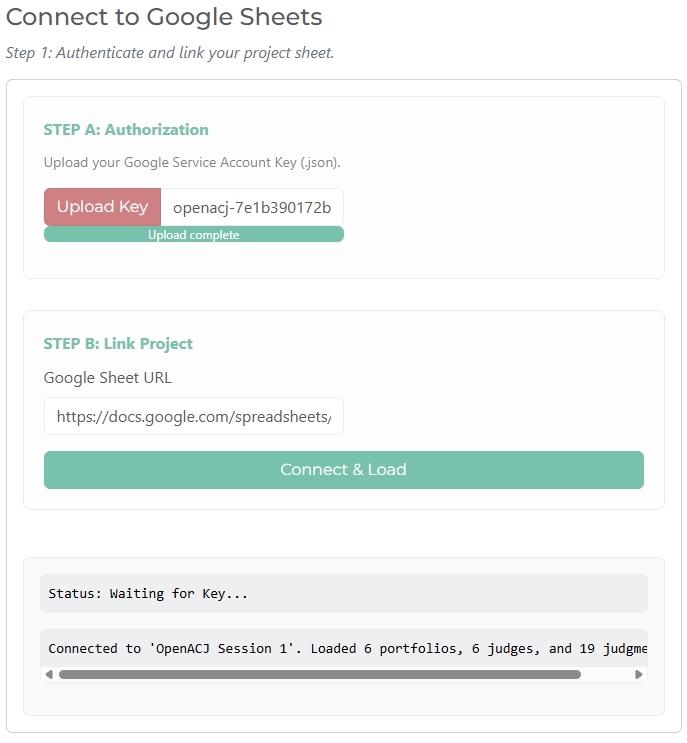 Connect to Google Sheets
Step 1: Authenticate and link your project sheet.
STEP A: Authorization
Upload your Google Service Account Key (.json).
Upload Key openacj-7e1b390172b
Upload complete
STEP B: Link Project
Google Sheet URL
https://docs.google.com/spreadsheets/
Connect & Load
Status: Waiting for Key...
Connected to 'OpenACJ Session 1'. Loaded 6 portfolios, 6 judges, and 19 judgme